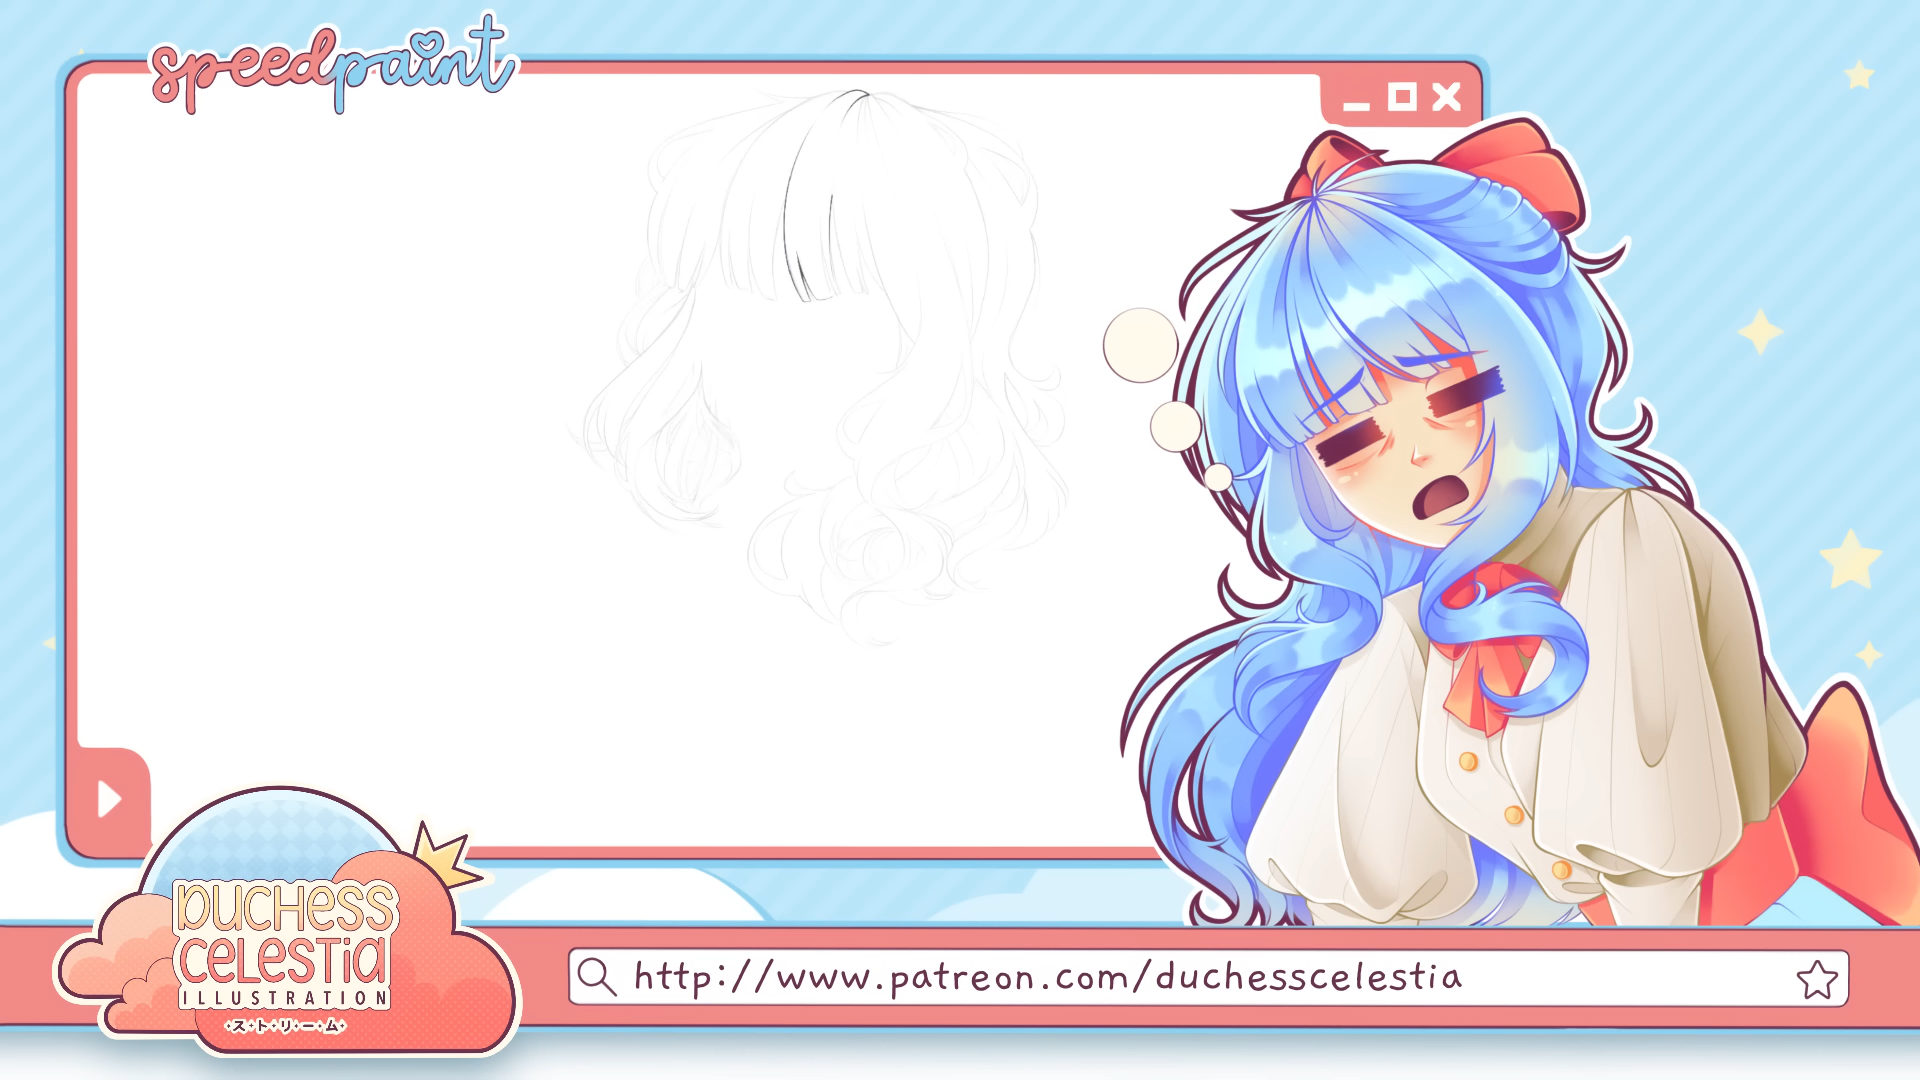 speedpaint
DUCHESS
CELESTIA
ILLUSTRATION
・ス・ト・リ・ー・ム・
http://www.patreon.com/duchesscelestia